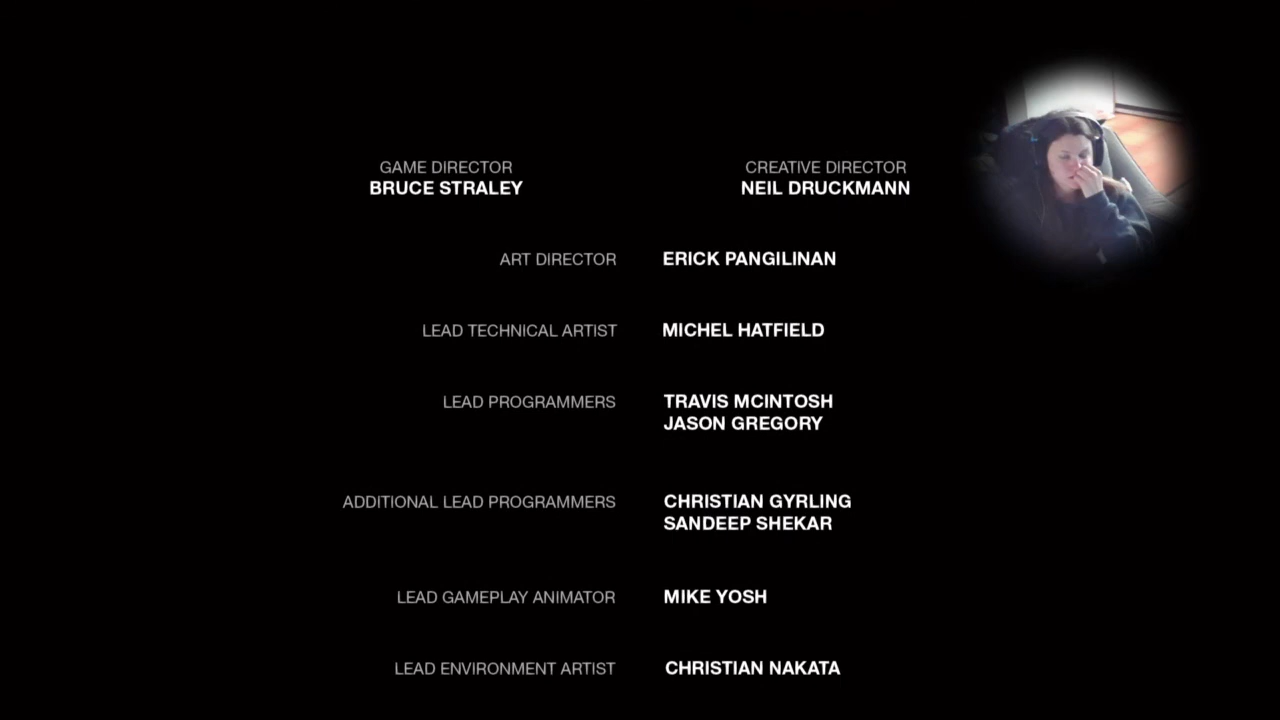 GAME DIRECTOR
BRUCE STRALEY
CREATIVE DIRECTOR
NEIL DRUCKMANN
ART DIRECTOR
ERICK PANGILINAN
LEAD TECHNICAL ARTIST
MICHEL HATFIELD
LEAD PROGRAMMERS
TRAVIS MCINTOSH
JASON GREGORY
ADDITIONAL LEAD PROGRAMMERS
CHRISTIAN GYRLING
SANDEEP SHEKAR
LEAD GAMEPLAY ANIMATOR
MIKE YOSH
LEAD ENVIRONMENT ARTIST
CHRISTIAN NAKATA